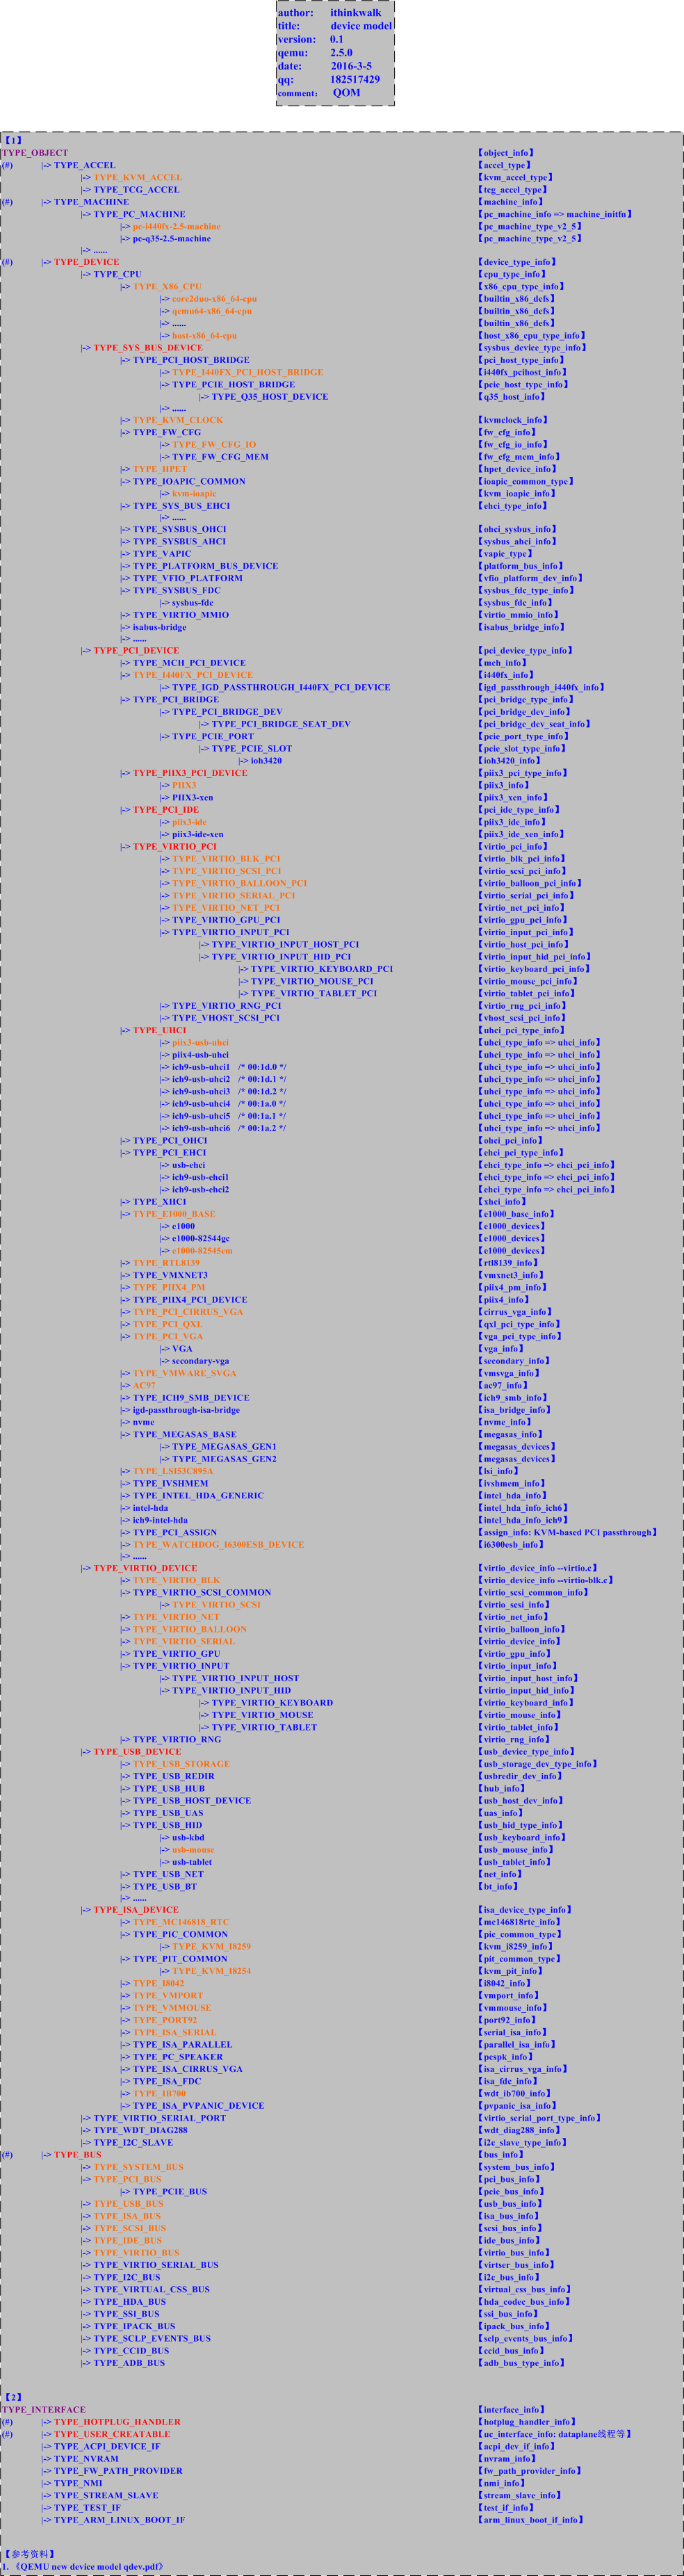 author: ithinkwalk
title: device model
version: 0.1
qemu: 2.5.0
date: 2016-3-5
qq: 182517429
comment: QOM
【1】
TYPE_OBJECT 【object_info】
(#) |-> TYPE_ACCEL 【accel_type】
|-> TYPE_KVM_ACCEL 【kvm_accel_type】
|-> TYPE_TCG_ACCEL 【tcg_accel_type】
(#) |-> TYPE_MACHINE 【machine_info】
|-> TYPE_PC_MACHINE 【pc_machine_info => machine_initfn】
|-> pc-i440fx-2.5-machine 【pc_machine_type_v2_5】
|-> pc-q35-2.5-machine 【pc_machine_type_v2_5】
|-> ......
(#) |-> TYPE_DEVICE 【device_type_info】
|-> TYPE_CPU 【cpu_type_info】
|-> TYPE_X86_CPU 【x86_cpu_type_info】
|-> core2duo-x86_64-cpu 【builtin_x86_defs】
|-> qemu64-x86_64-cpu 【builtin_x86_defs】
|-> ...... 【builtin_x86_defs】
|-> host-x86_64-cpu 【host_x86_cpu_type_info】
|-> TYPE_SYS_BUS_DEVICE 【sysbus_device_type_info】
|-> TYPE_PCI_HOST_BRIDGE 【pci_host_type_info】
|-> TYPE_I440FX_PCI_HOST_BRIDGE 【i440fx_pcihost_info】
|-> TYPE_PCIE_HOST_BRIDGE 【pcie_host_type_info】
|-> TYPE_Q35_HOST_DEVICE 【q35_host_info】
|-> ......
|-> TYPE_KVM_CLOCK 【kvmclock_info】
|-> TYPE_FW_CFG 【fw_cfg_info】
|-> TYPE_FW_CFG_IO 【fw_cfg_io_info】
|-> TYPE_FW_CFG_MEM 【fw_cfg_mem_info】
|-> TYPE_HPET 【hpet_device_info】
|-> TYPE_IOAPIC_COMMON 【ioapic_common_type】
|-> kvm-ioapic 【kvm_ioapic_info】
|-> TYPE_SYS_BUS_EHCI 【ehci_type_info】
|-> ......
|-> TYPE_SYSBUS_OHCI 【ohci_sysbus_info】
|-> TYPE_SYSBUS_AHCI 【sysbus_ahci_info】
|-> TYPE_VAPIC 【vapic_type】
|-> TYPE_PLATFORM_BUS_DEVICE 【platform_bus_info】
|-> TYPE_VFIO_PLATFORM 【vfio_platform_dev_info】
|-> TYPE_SYSBUS_FDC 【sysbus_fdc_type_info】
|-> sysbus-fdc 【sysbus_fdc_info】
|-> TYPE_VIRTIO_MMIO 【virtio_mmio_info】
|-> isabus-bridge 【isabus_bridge_info】
|-> ......
|-> TYPE_PCI_DEVICE 【pci_device_type_info】
|-> TYPE_MCH_PCI_DEVICE 【mch_info】
|-> TYPE_I440FX_PCI_DEVICE 【i440fx_info】
|-> TYPE_IGD_PASSTHROUGH_I440FX_PCI_DEVICE 【igd_passthrough_i440fx_info】
|-> TYPE_PCI_BRIDGE 【pci_bridge_type_info】
|-> TYPE_PCI_BRIDGE_DEV 【pci_bridge_dev_info】
|-> TYPE_PCI_BRIDGE_SEAT_DEV 【pci_bridge_dev_seat_info】
|-> TYPE_PCIE_PORT 【pcie_port_type_info】
|-> TYPE_PCIE_SLOT 【pcie_slot_type_info】
|-> ioh3420 【ioh3420_info】
|-> TYPE_PIIX3_PCI_DEVICE 【piix3_pci_type_info】
|-> PIIX3 【piix3_info】
|-> PIIX3-xen 【piix3_xen_info】
|-> TYPE_PCI_IDE 【pci_ide_type_info】
|-> piix3-ide 【piix3_ide_info】
|-> piix3-ide-xen 【piix3_ide_xen_info】
|-> TYPE_VIRTIO_PCI 【virtio_pci_info】
|-> TYPE_VIRTIO_BLK_PCI 【virtio_blk_pci_info】
|-> TYPE_VIRTIO_SCSI_PCI 【virtio_scsi_pci_info】
|-> TYPE_VIRTIO_BALLOON_PCI 【virtio_balloon_pci_info】
|-> TYPE_VIRTIO_SERIAL_PCI 【virtio_serial_pci_info】
|-> TYPE_VIRTIO_NET_PCI 【virtio_net_pci_info】
|-> TYPE_VIRTIO_GPU_PCI 【virtio_gpu_pci_info】
|-> TYPE_VIRTIO_INPUT_PCI 【virtio_input_pci_info】
|-> TYPE_VIRTIO_INPUT_HOST_PCI 【virtio_host_pci_info】
|-> TYPE_VIRTIO_INPUT_HID_PCI 【virtio_input_hid_pci_info】
|-> TYPE_VIRTIO_KEYBOARD_PCI 【virtio_keyboard_pci_info】
|-> TYPE_VIRTIO_MOUSE_PCI 【virtio_mouse_pci_info】
|-> TYPE_VIRTIO_TABLET_PCI 【virtio_tablet_pci_info】
|-> TYPE_VIRTIO_RNG_PCI 【virtio_rng_pci_info】
|-> TYPE_VHOST_SCSI_PCI 【vhost_scsi_pci_info】
|-> TYPE_UHCI 【uhci_pci_type_info】
|-> piix3-usb-uhci 【uhci_type_info => uhci_info】
|-> piix4-usb-uhci 【uhci_type_info => uhci_info】
|-> ich9-usb-uhci1 /* 00:1d.0 */ 【uhci_type_info => uhci_info】
|-> ich9-usb-uhci2 /* 00:1d.1 */ 【uhci_type_info => uhci_info】
|-> ich9-usb-uhci3 /* 00:1d.2 */ 【uhci_type_info => uhci_info】
|-> ich9-usb-uhci4 /* 00:1a.0 */ 【uhci_type_info => uhci_info】
|-> ich9-usb-uhci5 /* 00:1a.1 */ 【uhci_type_info => uhci_info】
|-> ich9-usb-uhci6 /* 00:1a.2 */ 【uhci_type_info => uhci_info】
|-> TYPE_PCI_OHCI 【ohci_pci_info】
|-> TYPE_PCI_EHCI 【ehci_pci_type_info】
|-> usb-ehci 【ehci_type_info => ehci_pci_info】
|-> ich9-usb-ehci1 【ehci_type_info => ehci_pci_info】
|-> ich9-usb-ehci2 【ehci_type_info => ehci_pci_info】
|-> TYPE_XHCI 【xhci_info】
|-> TYPE_E1000_BASE 【e1000_base_info】
|-> e1000 【e1000_devices】
|-> e1000-82544gc 【e1000_devices】
|-> e1000-82545em 【e1000_devices】
|-> TYPE_RTL8139 【rtl8139_info】
|-> TYPE_VMXNET3 【vmxnet3_info】
|-> TYPE_PIIX4_PM 【piix4_pm_info】
|-> TYPE_PIIX4_PCI_DEVICE 【piix4_info】
|-> TYPE_PCI_CIRRUS_VGA 【cirrus_vga_info】
|-> TYPE_PCI_QXL 【qxl_pci_type_info】
|-> TYPE_PCI_VGA 【vga_pci_type_info】
|-> VGA 【vga_info】
|-> secondary-vga 【secondary_info】
|-> TYPE_VMWARE_SVGA 【vmsvga_info】
|-> AC97 【ac97_info】
|-> TYPE_ICH9_SMB_DEVICE 【ich9_smb_info】
|-> igd-passthrough-isa-bridge 【isa_bridge_info】
|-> nvme 【nvme_info】
|-> TYPE_MEGASAS_BASE 【megasas_info】
|-> TYPE_MEGASAS_GEN1 【megasas_devices】
|-> TYPE_MEGASAS_GEN2 【megasas_devices】
|-> TYPE_LSI53C895A 【lsi_info】
|-> TYPE_IVSHMEM 【ivshmem_info】
|-> TYPE_INTEL_HDA_GENERIC 【intel_hda_info】
|-> intel-hda 【intel_hda_info_ich6】
|-> ich9-intel-hda 【intel_hda_info_ich9】
|-> TYPE_PCI_ASSIGN 【assign_info: KVM-based PCI passthrough】
|-> TYPE_WATCHDOG_I6300ESB_DEVICE 【i6300esb_info】
|-> ......
|-> TYPE_VIRTIO_DEVICE 【virtio_device_info --virtio.c】
|-> TYPE_VIRTIO_BLK 【virtio_device_info --virtio-blk.c】
|-> TYPE_VIRTIO_SCSI_COMMON 【virtio_scsi_common_info】
|-> TYPE_VIRTIO_SCSI 【virtio_scsi_info】
|-> TYPE_VIRTIO_NET 【virtio_net_info】
|-> TYPE_VIRTIO_BALLOON 【virtio_balloon_info】
|-> TYPE_VIRTIO_SERIAL 【virtio_device_info】
|-> TYPE_VIRTIO_GPU 【virtio_gpu_info】
|-> TYPE_VIRTIO_INPUT 【virtio_input_info】
|-> TYPE_VIRTIO_INPUT_HOST 【virtio_input_host_info】
|-> TYPE_VIRTIO_INPUT_HID 【virtio_input_hid_info】
|-> TYPE_VIRTIO_KEYBOARD 【virtio_keyboard_info】
|-> TYPE_VIRTIO_MOUSE 【virtio_mouse_info】
|-> TYPE_VIRTIO_TABLET 【virtio_tablet_info】
|-> TYPE_VIRTIO_RNG 【virtio_rng_info】
|-> TYPE_USB_DEVICE 【usb_device_type_info】
|-> TYPE_USB_STORAGE 【usb_storage_dev_type_info】
|-> TYPE_USB_REDIR 【usbredir_dev_info】
|-> TYPE_USB_HUB 【hub_info】
|-> TYPE_USB_HOST_DEVICE 【usb_host_dev_info】
|-> TYPE_USB_UAS 【uas_info】
|-> TYPE_USB_HID 【usb_hid_type_info】
|-> usb-kbd 【usb_keyboard_info】
|-> usb-mouse 【usb_mouse_info】
|-> usb-tablet 【usb_tablet_info】
|-> TYPE_USB_NET 【net_info】
|-> TYPE_USB_BT 【bt_info】
|-> ......
|-> TYPE_ISA_DEVICE 【isa_device_type_info】
|-> TYPE_MC146818_RTC 【mc146818rtc_info】
|-> TYPE_PIC_COMMON 【pic_common_type】
|-> TYPE_KVM_I8259 【kvm_i8259_info】
|-> TYPE_PIT_COMMON 【pit_common_type】
|-> TYPE_KVM_I8254 【kvm_pit_info】
|-> TYPE_I8042 【i8042_info】
|-> TYPE_VMPORT 【vmport_info】
|-> TYPE_VMMOUSE 【vmmouse_info】
|-> TYPE_PORT92 【port92_info】
|-> TYPE_ISA_SERIAL 【serial_isa_info】
|-> TYPE_ISA_PARALLEL 【parallel_isa_info】
|-> TYPE_PC_SPEAKER 【pcspk_info】
|-> TYPE_ISA_CIRRUS_VGA 【isa_cirrus_vga_info】
|-> TYPE_ISA_FDC 【isa_fdc_info】
|-> TYPE_IB700 【wdt_ib700_info】
|-> TYPE_ISA_PVPANIC_DEVICE 【pvpanic_isa_info】
|-> TYPE_VIRTIO_SERIAL_PORT 【virtio_serial_port_type_info】
|-> TYPE_WDT_DIAG288 【wdt_diag288_info】
|-> TYPE_I2C_SLAVE 【i2c_slave_type_info】
(#) |-> TYPE_BUS 【bus_info】
|-> TYPE_SYSTEM_BUS 【system_bus_info】
|-> TYPE_PCI_BUS 【pci_bus_info】
|-> TYPE_PCIE_BUS 【pcie_bus_info】
|-> TYPE_USB_BUS 【usb_bus_info】
|-> TYPE_ISA_BUS 【isa_bus_info】
|-> TYPE_SCSI_BUS 【scsi_bus_info】
|-> TYPE_IDE_BUS 【ide_bus_info】
|-> TYPE_VIRTIO_BUS 【virtio_bus_info】
|-> TYPE_VIRTIO_SERIAL_BUS 【virtser_bus_info】
|-> TYPE_I2C_BUS 【i2c_bus_info】
|-> TYPE_VIRTUAL_CSS_BUS 【virtual_css_bus_info】
|-> TYPE_HDA_BUS 【hda_codec_bus_info】
|-> TYPE_SSI_BUS 【ssi_bus_info】
|-> TYPE_IPACK_BUS 【ipack_bus_info】
|-> TYPE_SCLP_EVENTS_BUS 【sclp_events_bus_info】
|-> TYPE_CCID_BUS 【ccid_bus_info】
|-> TYPE_ADB_BUS 【adb_bus_type_info】
【2】
TYPE_INTERFACE 【interface_info】
(#) |-> TYPE_HOTPLUG_HANDLER 【hotplug_handler_info】
(#) |-> TYPE_USER_CREATABLE 【uc_interface_info: dataplane线程等】
|-> TYPE_ACPI_DEVICE_IF 【acpi_dev_if_info】
|-> TYPE_NVRAM 【nvram_info】
|-> TYPE_FW_PATH_PROVIDER 【fw_path_provider_info】
|-> TYPE_NMI 【nmi_info】
|-> TYPE_STREAM_SLAVE 【stream_slave_info】
|-> TYPE_TEST_IF 【test_if_info】
|-> TYPE_ARM_LINUX_BOOT_IF 【arm_linux_boot_if_info】
【参考资料】
1. 《QEMU new device model qdev.pdf》